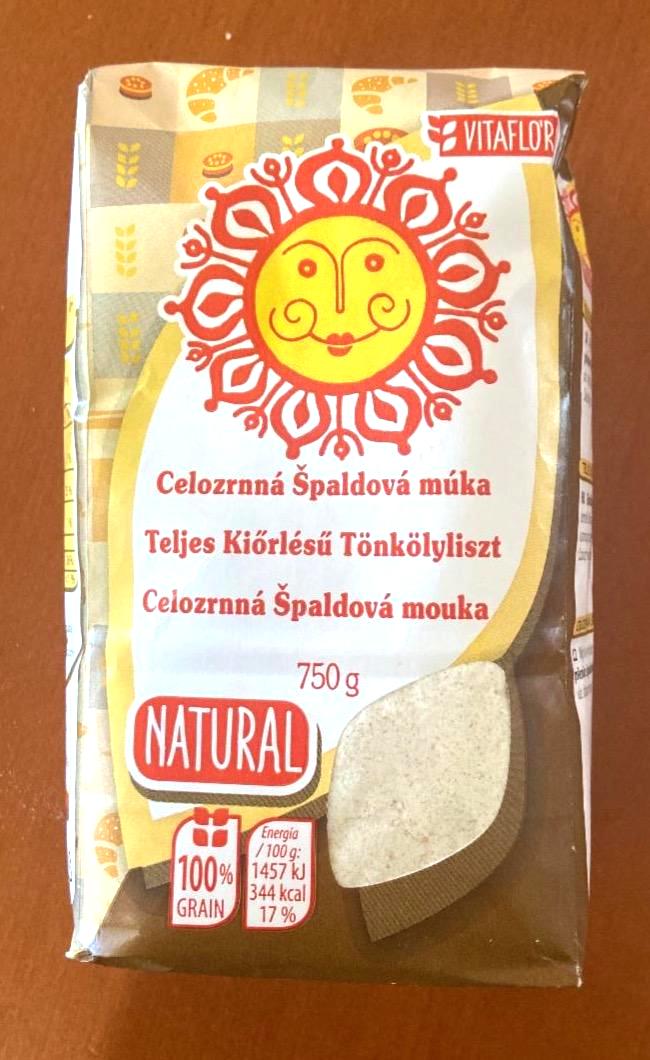 VITAFLÓR
Celozrnná Špaldová múka
Teljes Kiőrlésű Tönkölyliszt
Celozrnná Špaldová mouka
750 g
NATURAL
100%
GRAIN
Energia
/ 100 g:
1457 kJ
344 kcal
17 %